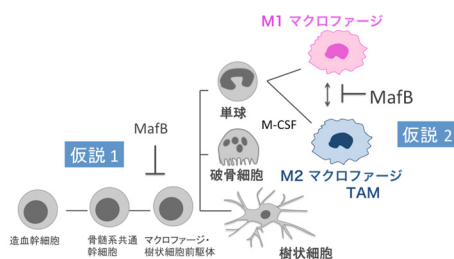 M1 マクロファージ
MafB
仮説 2
単球
M-CSF
MafB
仮説 1
破骨細胞
M2 マクロファージ
TAM
造血幹細胞
骨髄系共通
幹細胞
マクロファージ・
樹状細胞前駆体
樹状細胞